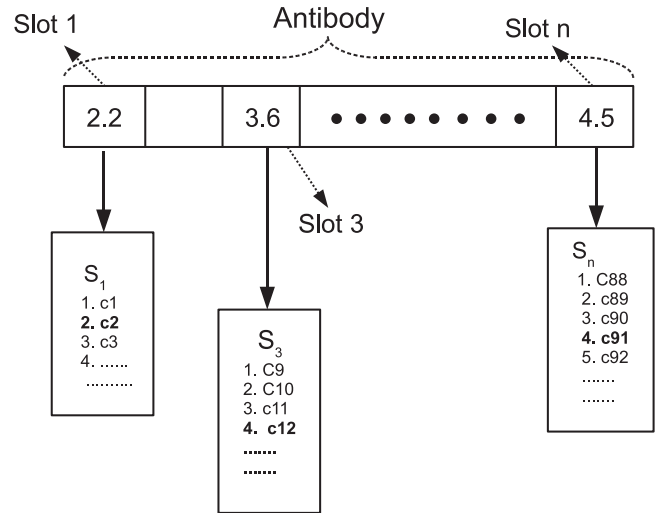 Antibody
Slot 1
Slot n
2.2 3.6 4.5
Slot 3
S1
1. c1
2. c2
3. c3
4. ......
..........
S3
1. C9
2. C10
3. c11
4. c12
.......
.......
Sn
1. C88
2. c89
3. c90
4. c91
5. c92
.......
.......